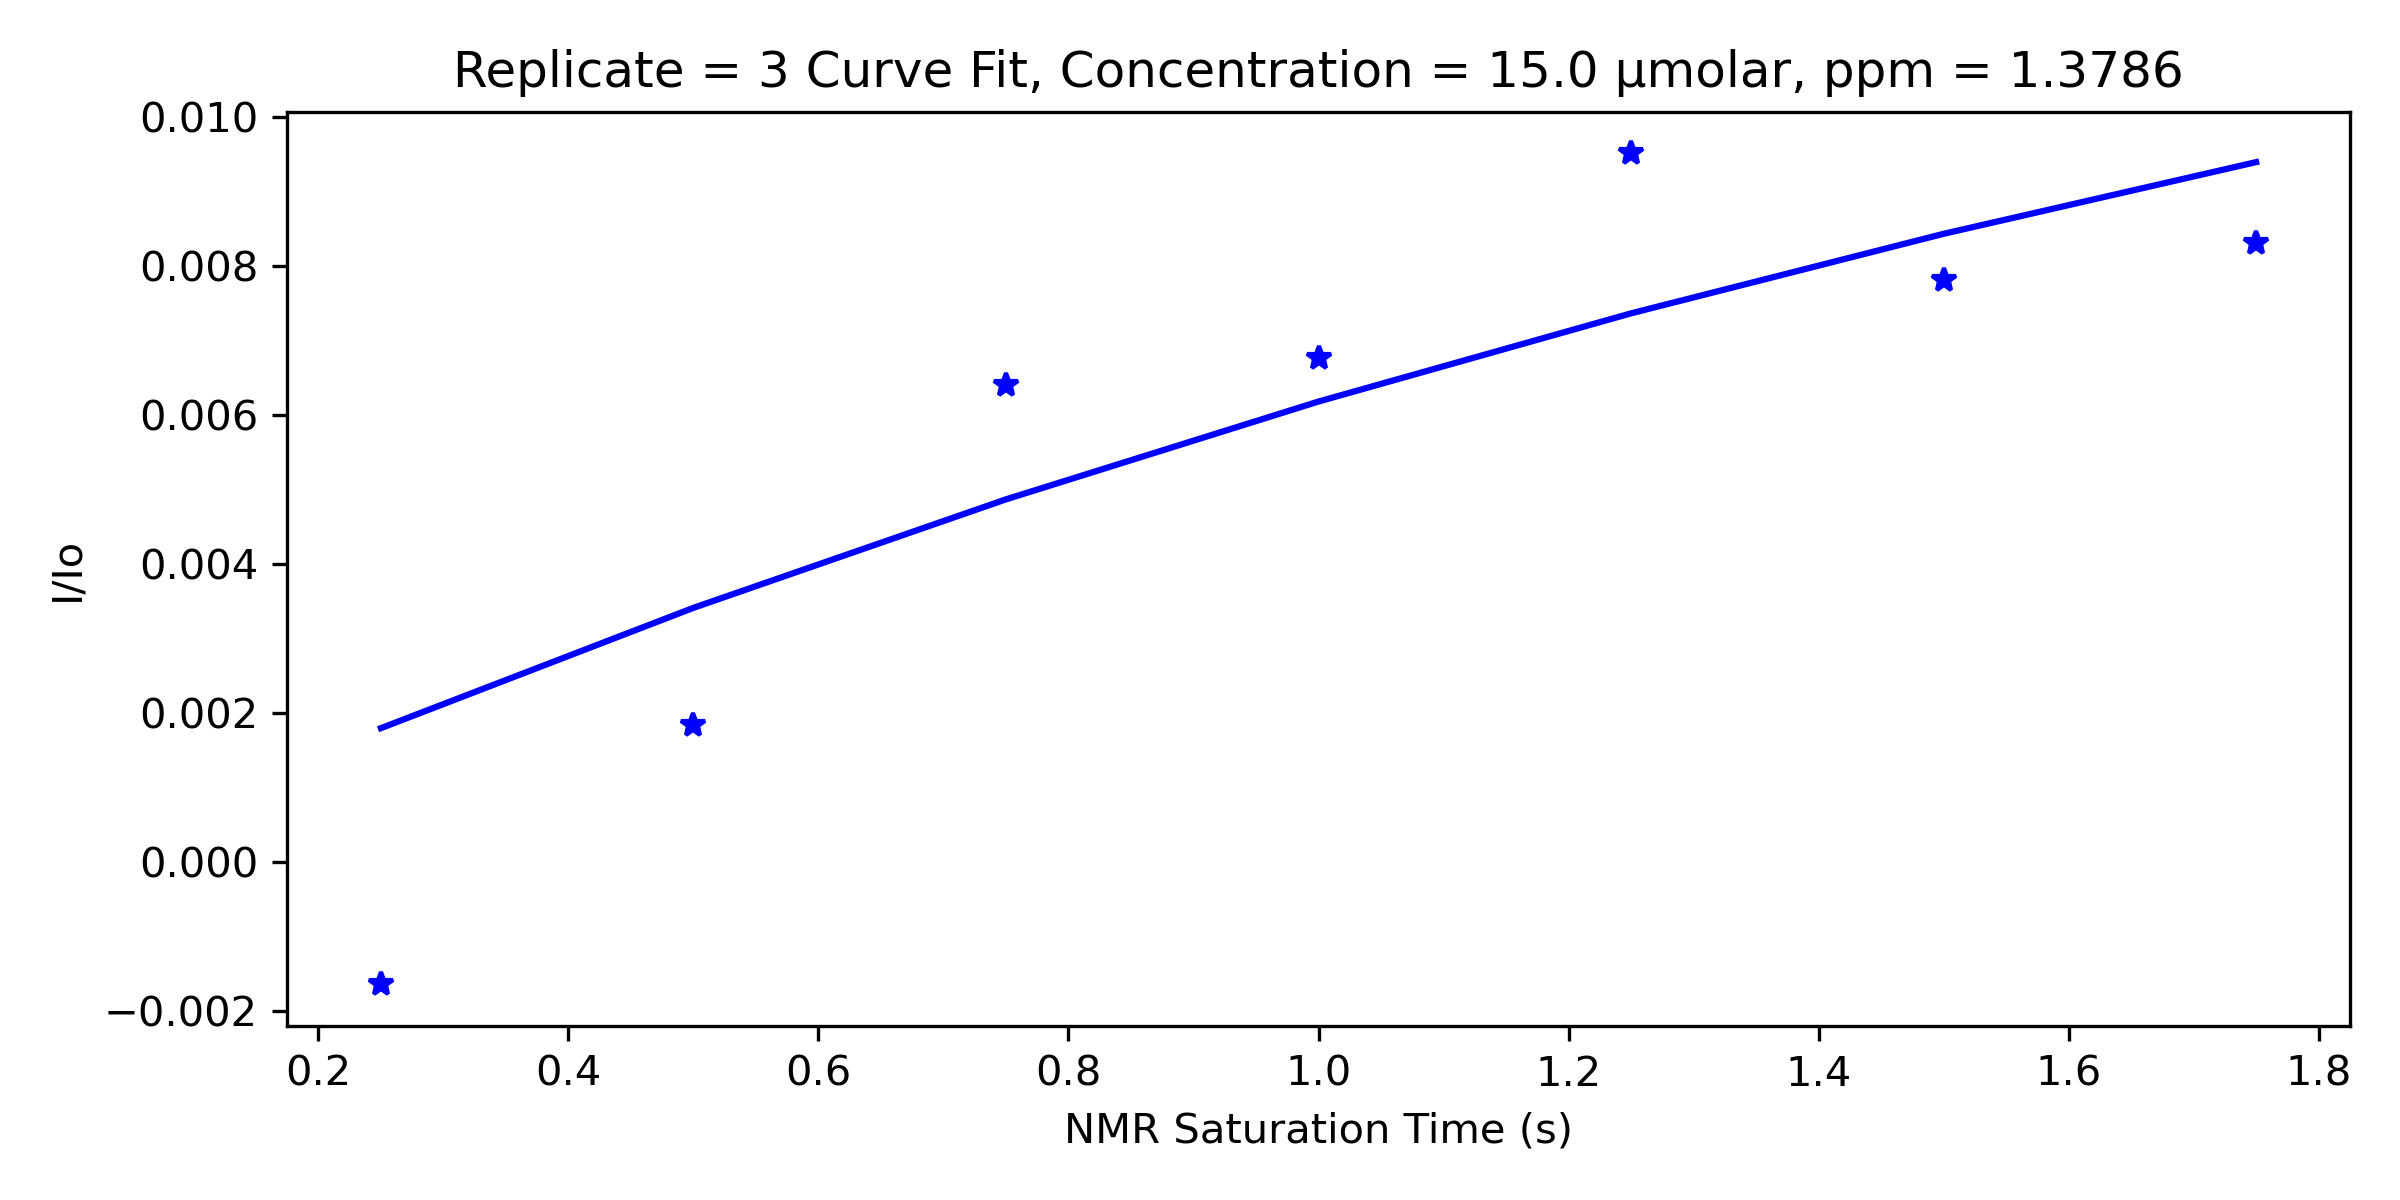 Replicate = 3 Curve Fit, Concentration = 15.0 µmolar, ppm = 1.3786
0.010
0.008
0.006
0.004
0.002
0.000
−0.002
I/Io
0.2 0.4 0.6 0.8 1.0 1.2 1.4 1.6 1.8
NMR Saturation Time (s)